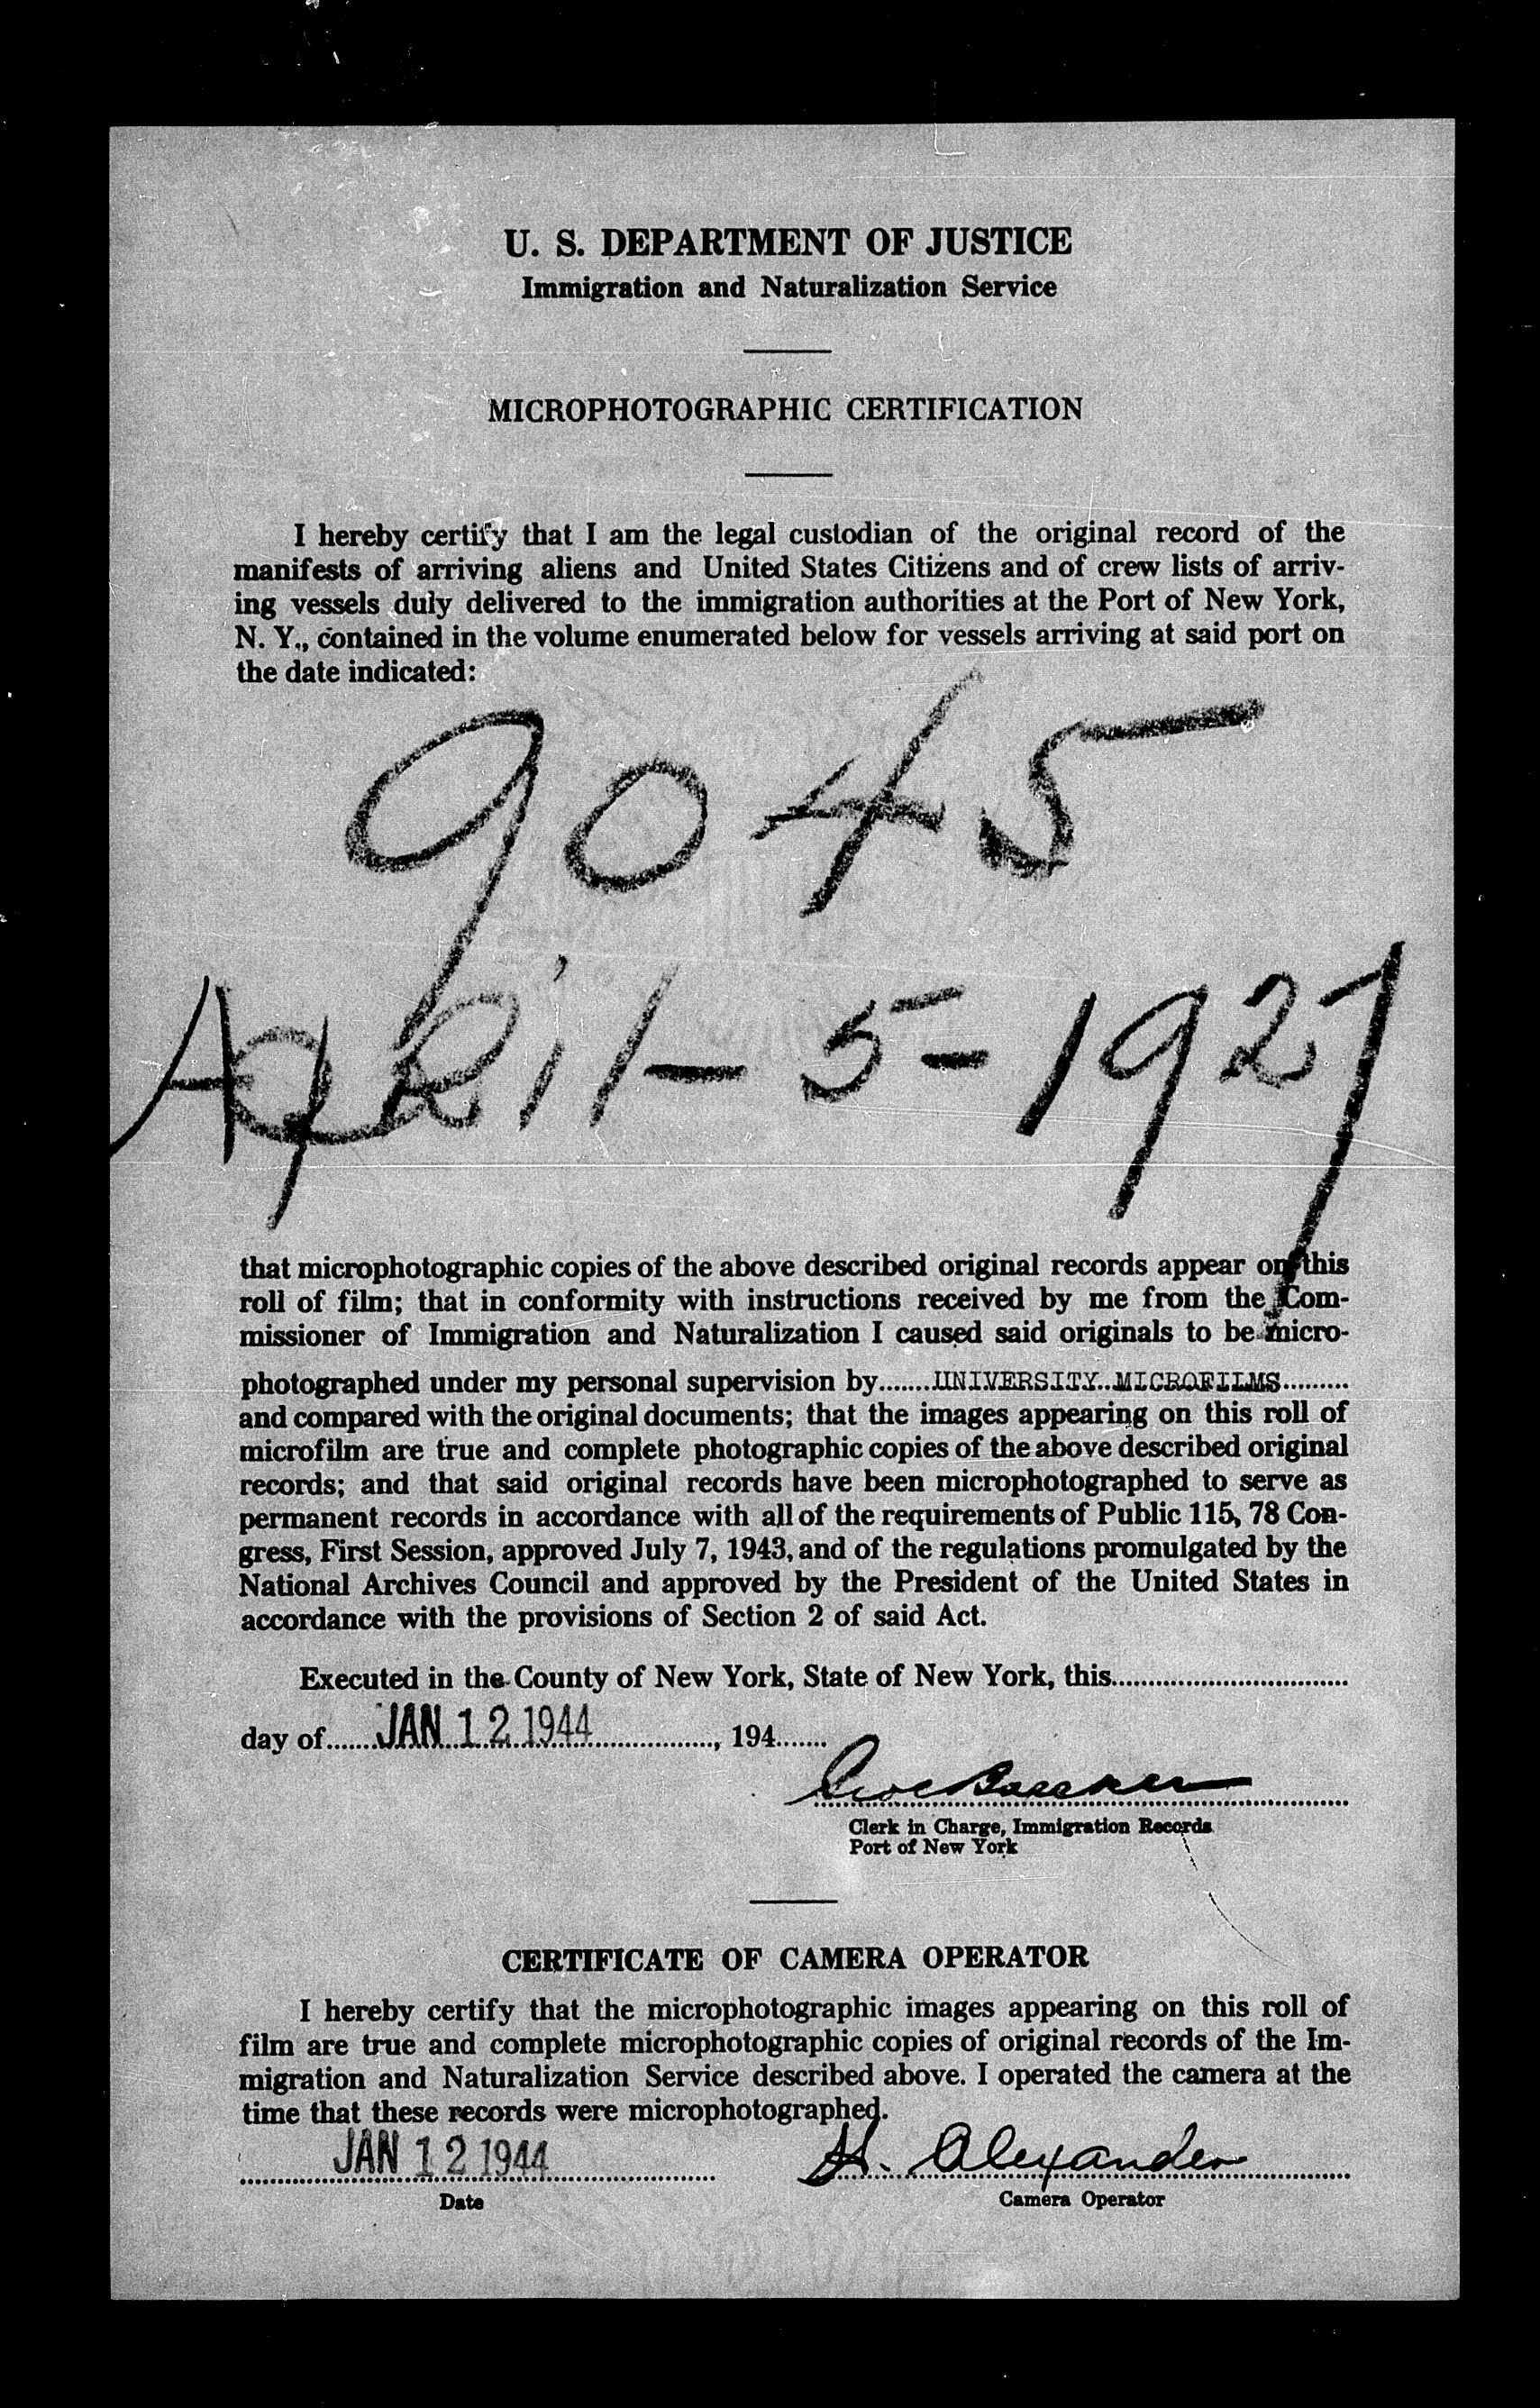 U. S. DEPARTMENT OF JUSTICE
Immigration and Naturalization Service
MICROPHOTOGRAPHIC CERTIFICATION
I hereby certify that I am the legal custodian of the original record of the
manifests of arriving aliens and United States Citizens and of crew lists of arriv-
ing vessels duly delivered to the immigration authorities at the Port of New York,
N. Y., contained in the volume enumerated below for vessels arriving at said port on
the date indicated:
9045
April-5-1927
that microphotographic copies of the above described original records appear on this
roll of film; that in conformity with instructions received by me from the Com-
missioner of Immigration and Naturalization I caused said originals to be micro-
photographed under my personal supervision by.......UNIVERSITY MICROFILMS.........
and compared with the original documents; that the images appearing on this roll of
microfilm are true and complete photographic copies of the above described original
records; and that said original records have been microphotographed to serve as
permanent records in accordance with all of the requirements of Public 115, 78 Con-
gress, First Session, approved July 7, 1943, and of the regulations promulgated by the
National Archives Council and approved by the President of the United States in
accordance with the provisions of Section 2 of said Act.
Executed in the County of New York, State of New York, this................................
day of.......JAN 12 1944................, 194.......
Clerk in Charge, Immigration Records
Port of New York
CERTIFICATE OF CAMERA OPERATOR
I hereby certify that the microphotographic images appearing on this roll of
film are true and complete microphotographic copies of original records of the Im-
migration and Naturalization Service described above. I operated the camera at the
time that these records were microphotographed.
JAN 12 1944 H. Alexander
Date Camera Operator